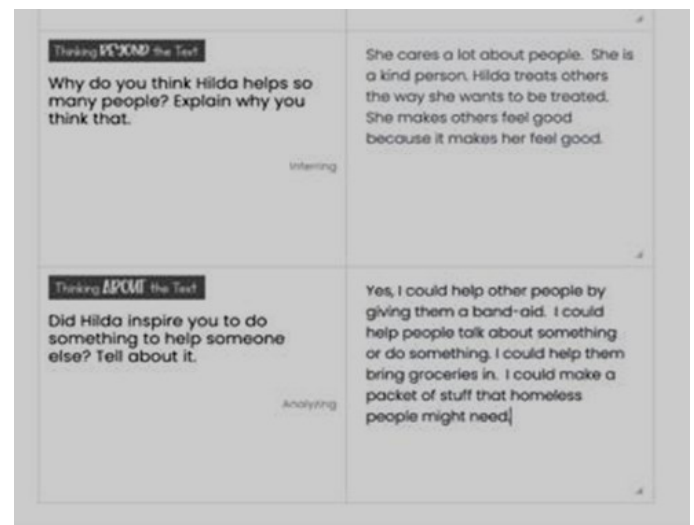 Thinking BEYOND the Text
Why do you think Hilda helps so
many people? Explain why you
think that.
Inferring
She cares a lot about people. She is
a kind person. Hilda treats others
the way she wants to be treated.
She makes others feel good
because it makes her feel good.
Thinking ABOUT the Text
Did Hilda inspire you to do
something to help someone
else? Tell about it.
Analyzing
Yes, I could help other people by
giving them a band-aid. I could
help people talk about something
or do something. I could help them
bring groceries in. I could make a
packet of stuff that homeless
people might need.